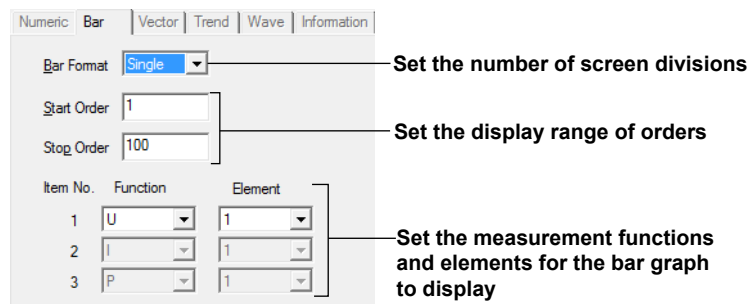 Numeric Bar Vector Trend Wave Information
Bar Format Single Set the number of screen divisions
Start Order 1
Set the display range of orders
Stop Order 100
Item No. Function Element
1 U 1
2 I 1
Set the measurement functions
and elements for the bar graph
3 P 1
to display